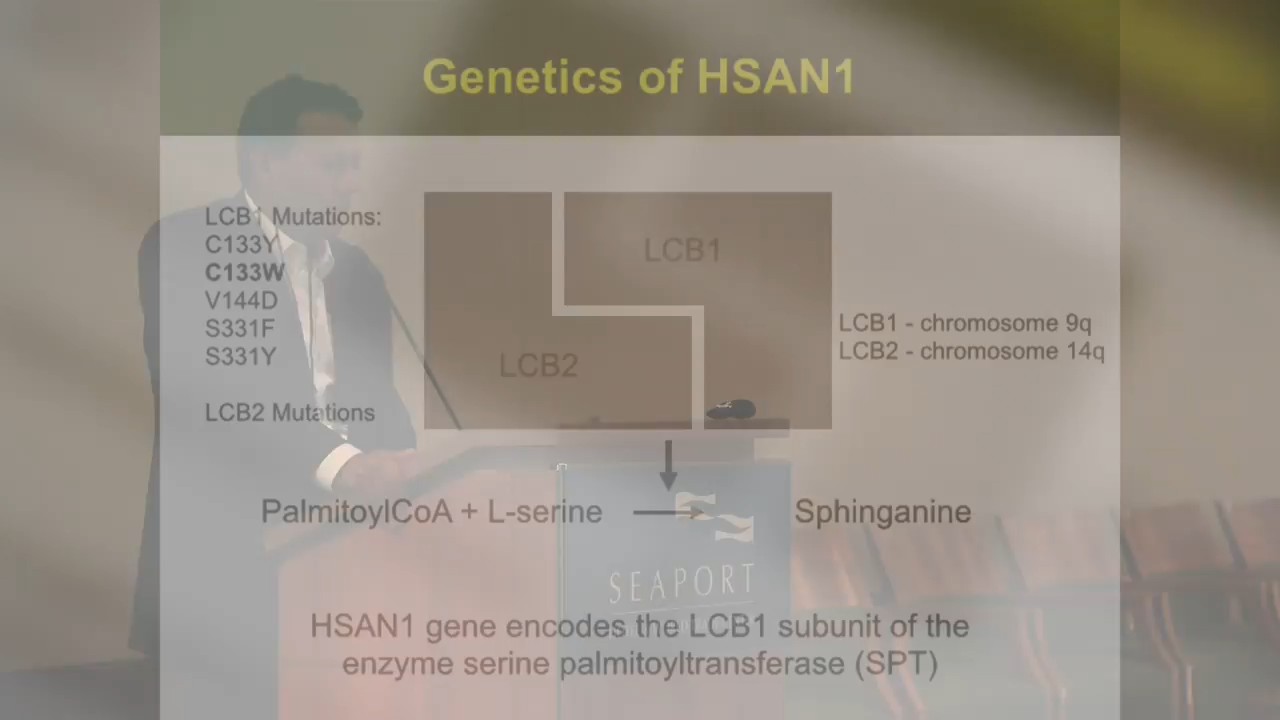 Genetics of HSAN1
LCB1 Mutations:
C133Y
C133W
V144D
S331F
S331Y
LCB2 Mutations
LCB1
LCB2
LCB1 - chromosome 9q
LCB2 - chromosome 14q
PalmitoylCoA + L-serine
Sphinganine
SEAPORT
HSAN1 gene encodes the LCB1 subunit of the
enzyme serine palmitoyltransferase (SPT)